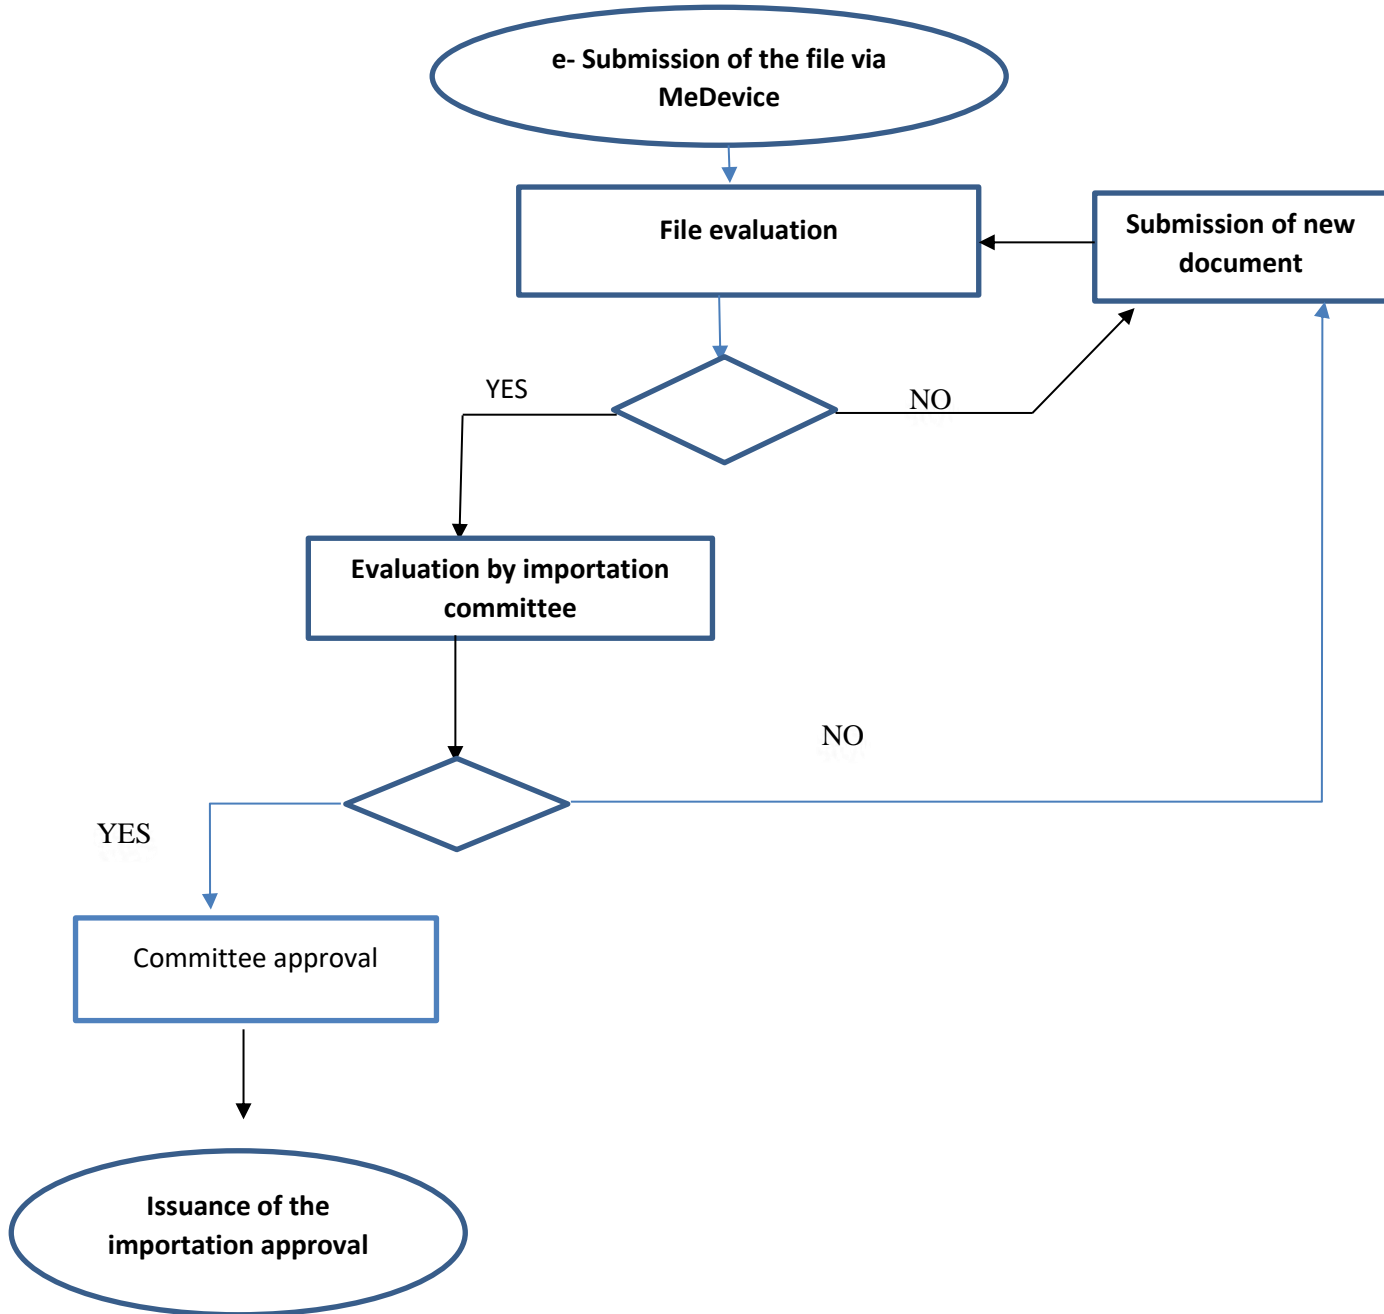 e- Submission of the file via
MeDevice
File evaluation
Submission of new
document
YES
NO
Evaluation by importation
committee
NO
YES
Committee approval
Issuance of the
importation approval